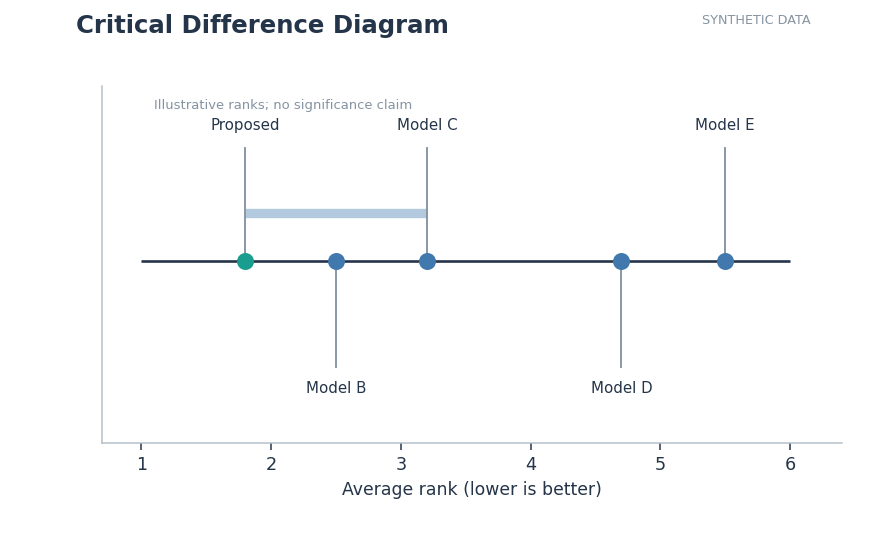 Critical Difference Diagram
SYNTHETIC DATA
Illustrative ranks; no significance claim
Proposed
Model C
Model E
Model B
Model D
1
2
3
4
5
6
Average rank (lower is better)